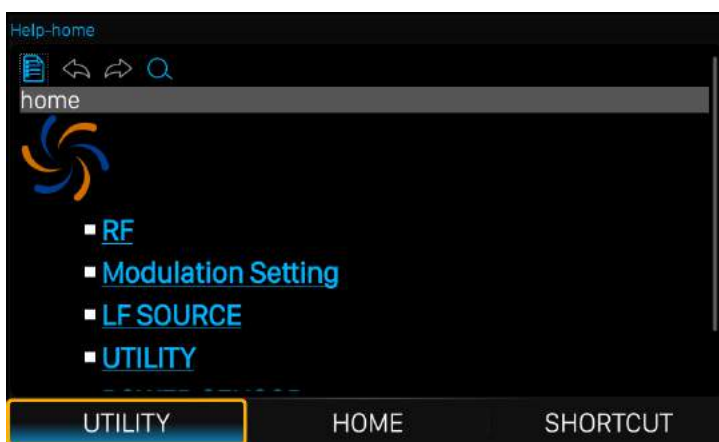 Help-home
home
RF
Modulation Setting
LF SOURCE
UTILITY
UTILITY HOME SHORTCUT